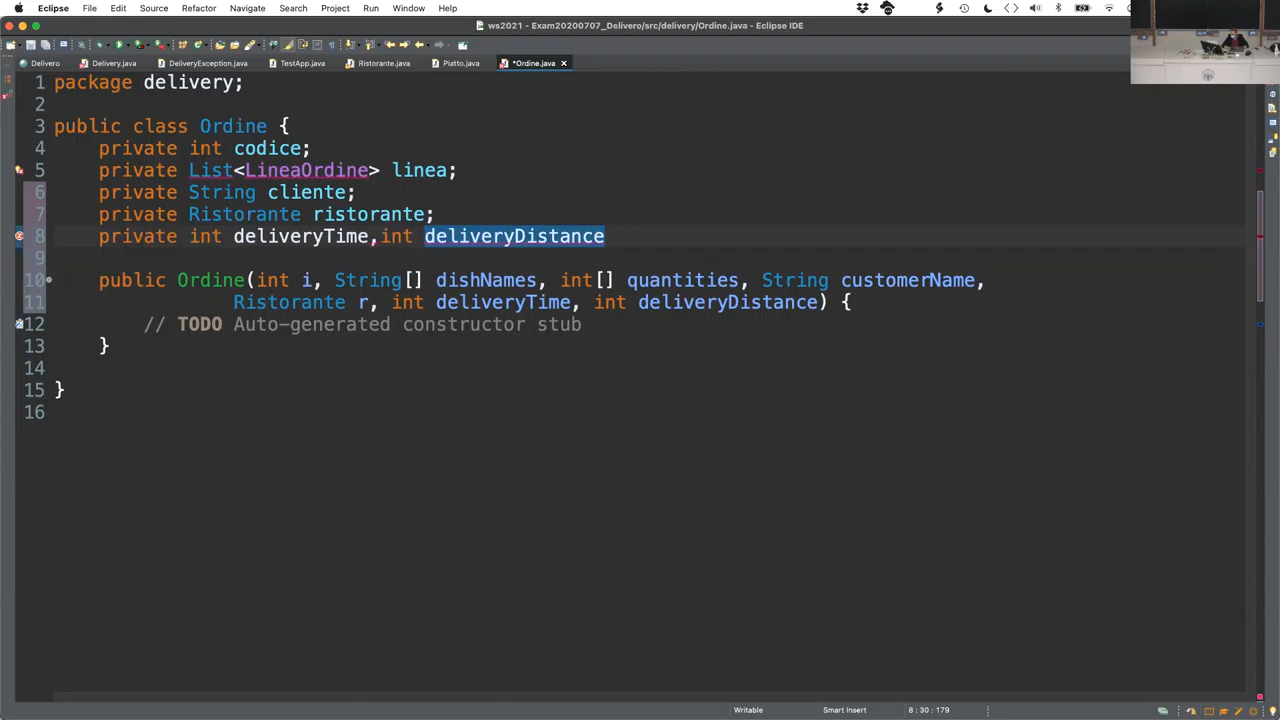 Eclipse File Edit Source Refactor Navigate Search Project Run Window Help
ws2021 - Exam20200707_Delivero/src/delivery/Ordine.java - Eclipse IDE
Delivero Delivery.java DeliveryException.java TestApp.java Ristorante.java Piatto.java *Ordine.java
1 package delivery;
2
3 public class Ordine {
4 private int codice;
5 private List<LineaOrdine> linea;
6 private String cliente;
7 private Ristorante ristorante;
8 private int deliveryTime,int deliveryDistance
9
10 public Ordine(int i, String[] dishNames, int[] quantities, String customerName,
11 Ristorante r, int deliveryTime, int deliveryDistance) {
12 // TODO Auto-generated constructor stub
13 }
14
15 }
16
Writable Smart Insert 8 : 30 : 179